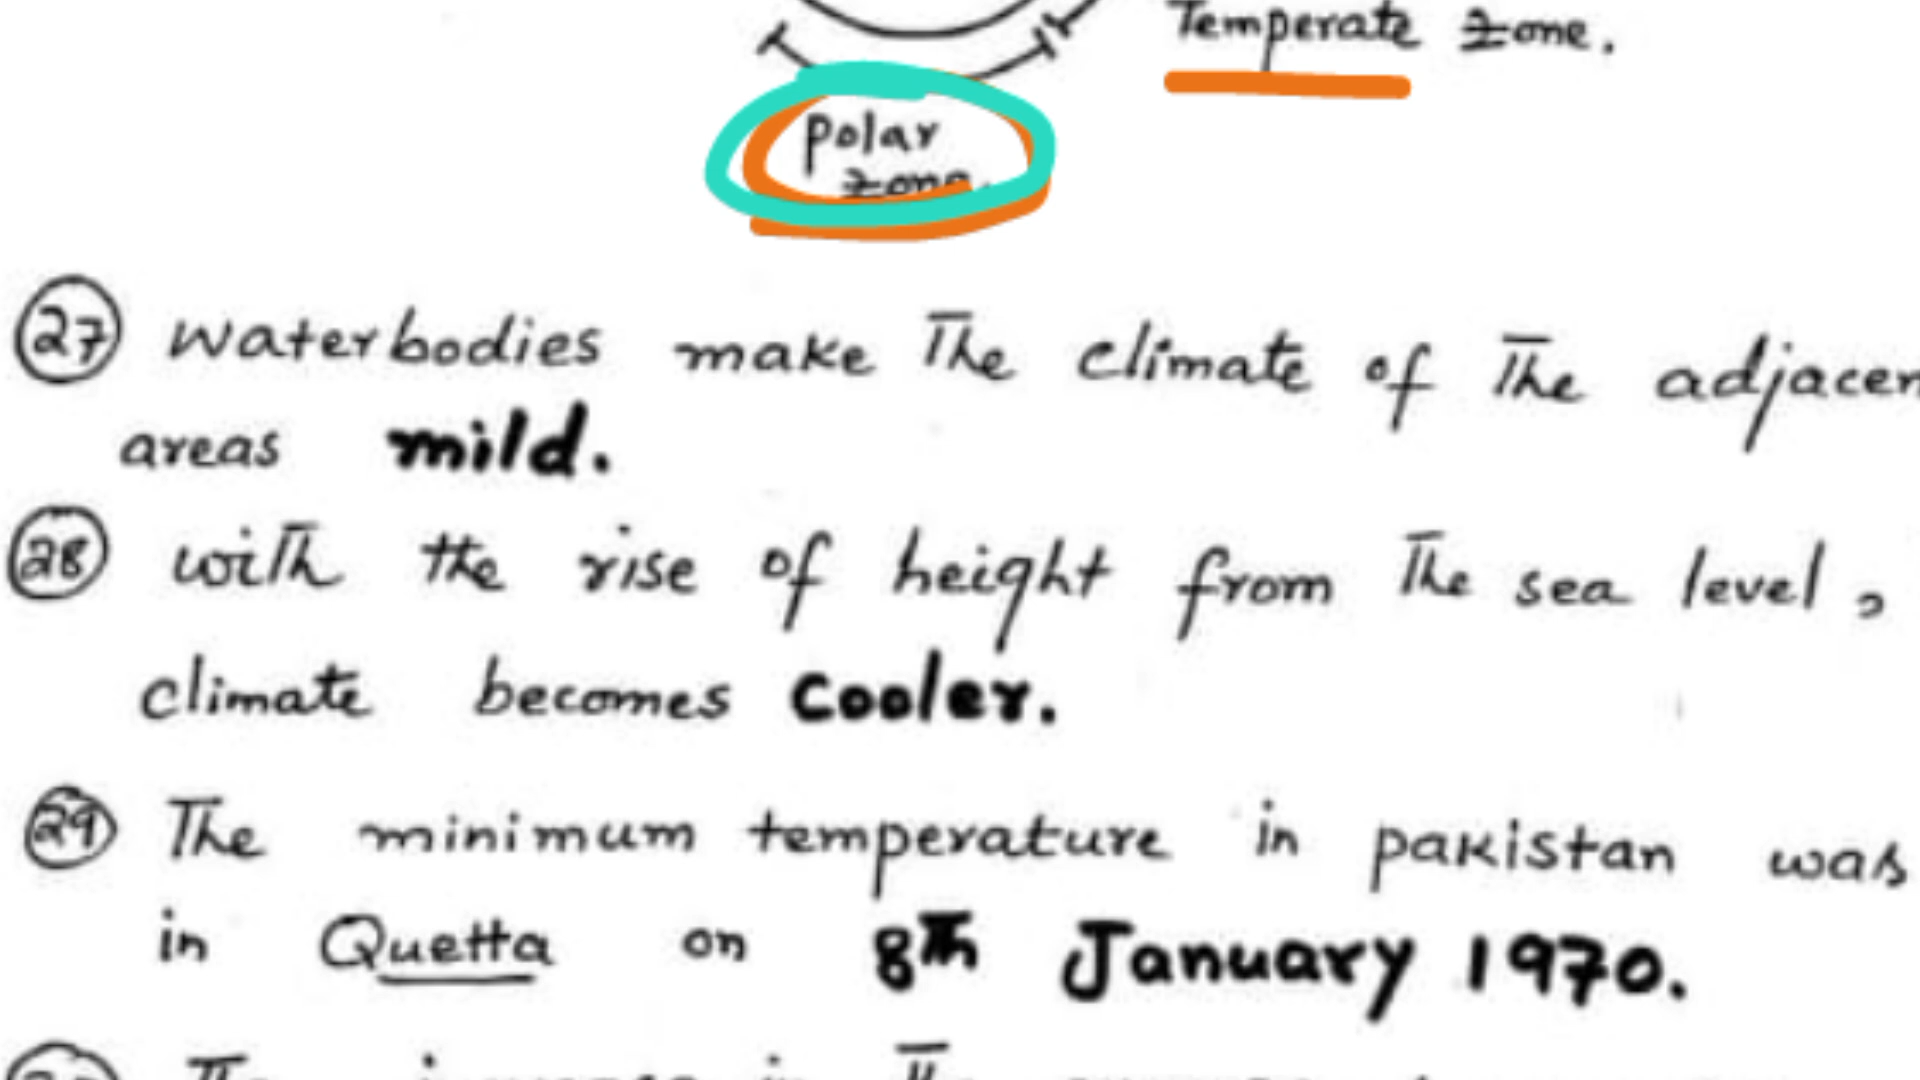 Temperate zone.
polar
zone.
27 waterbodies make The climate of The adjacen
areas mild.
28 with the rise of height from The sea level,
climate becomes cooler.
29 The minimum temperature in pakistan was
in Quetta on 8th January 1970.